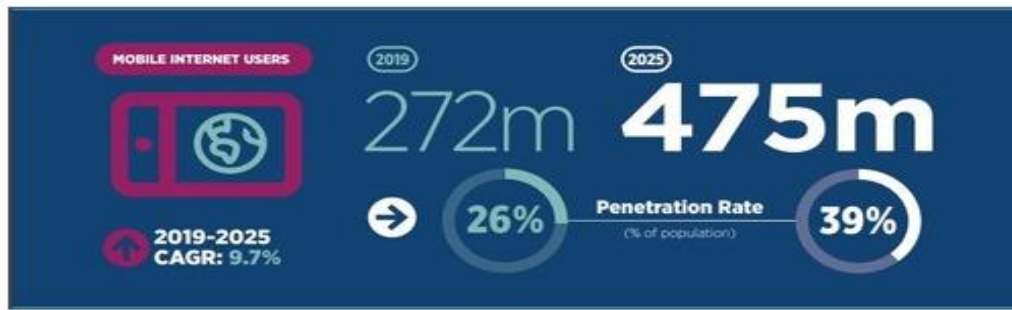 MOBILE INTERNET USERS
2019
272m
2025
475m
26%
Penetration Rate
(% of population)
39%
2019-2025
CAGR: 9.7%